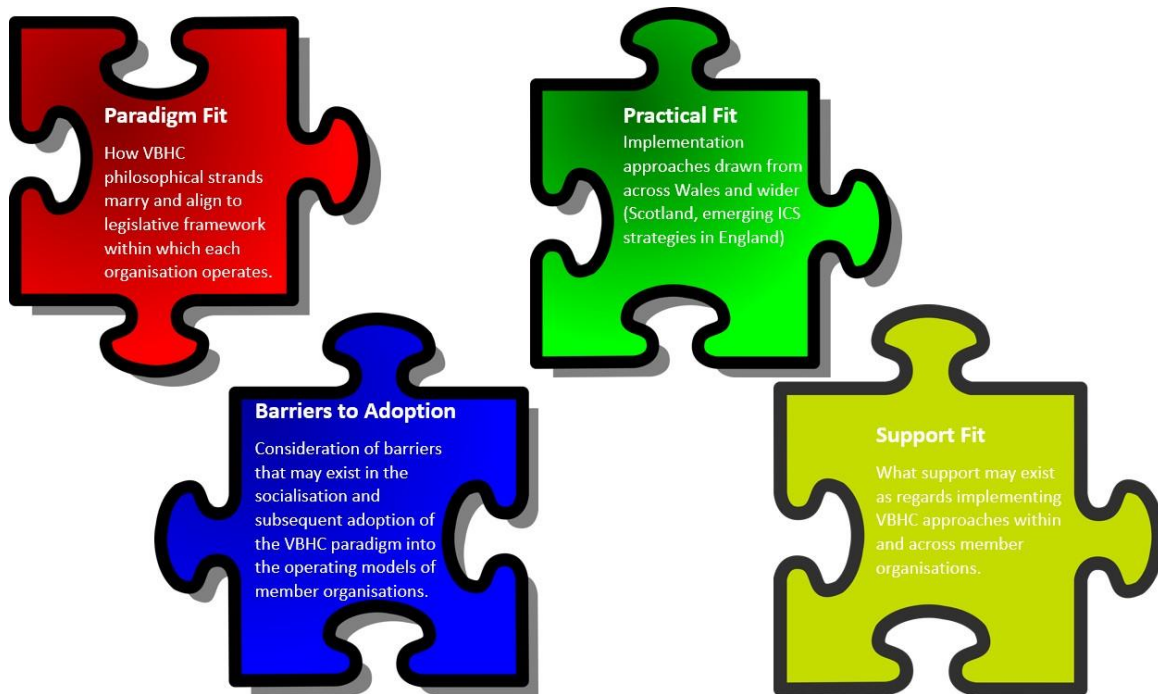 Paradigm Fit
How VBHC
philosophical strands
marry and align to
legislative framework
within which each
organisation operates.
Practical Fit
Implementation
approaches drawn from
across Wales and wider
(Scotland, emerging ICS
strategies in England)
Barriers to Adoption
Consideration of barriers
that may exist in the
socialisation and
subsequent adoption of
the VBHC paradigm into
the operating models of
member organisations.
Support Fit
What support may exist
as regards implementing
VBHC approaches within
and across member
organisations.